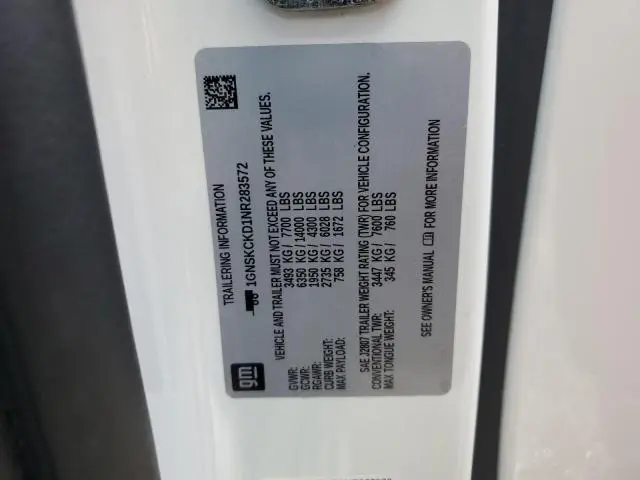 gm
TRAILERING INFORMATION
1GNSKCKD1NR283572
VEHICLE AND TRAILER MUST NOT EXCEED ANY OF THESE VALUES.
GVWR: 3493 KG / 7700 LBS
GCWR: 6350 KG / 14000 LBS
RGAWR: 1950 KG / 4300 LBS
CURB WEIGHT: 2735 KG / 6028 LBS
MAX PAYLOAD: 758 KG / 1672 LBS
SAE J2807 TRAILER WEIGHT RATING (TWR) FOR VEHICLE CONFIGURATION.
CONVENTIONAL TWR: 3447 KG / 7600 LBS
MAX TONGUE WEIGHT: 345 KG / 760 LBS
SEE OWNER'S MANUAL FOR MORE INFORMATION